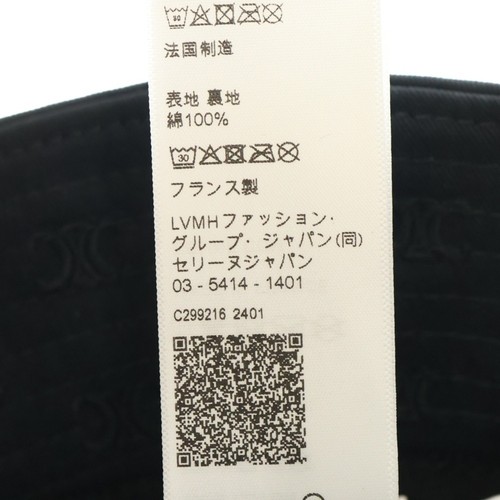 法国制造
表地 裏地
綿100%
30
フランス製
LVMHファッション·
グループ· ジャパン(同)
セリーヌジャパン
03 - 5414 - 1401
C299216 2401